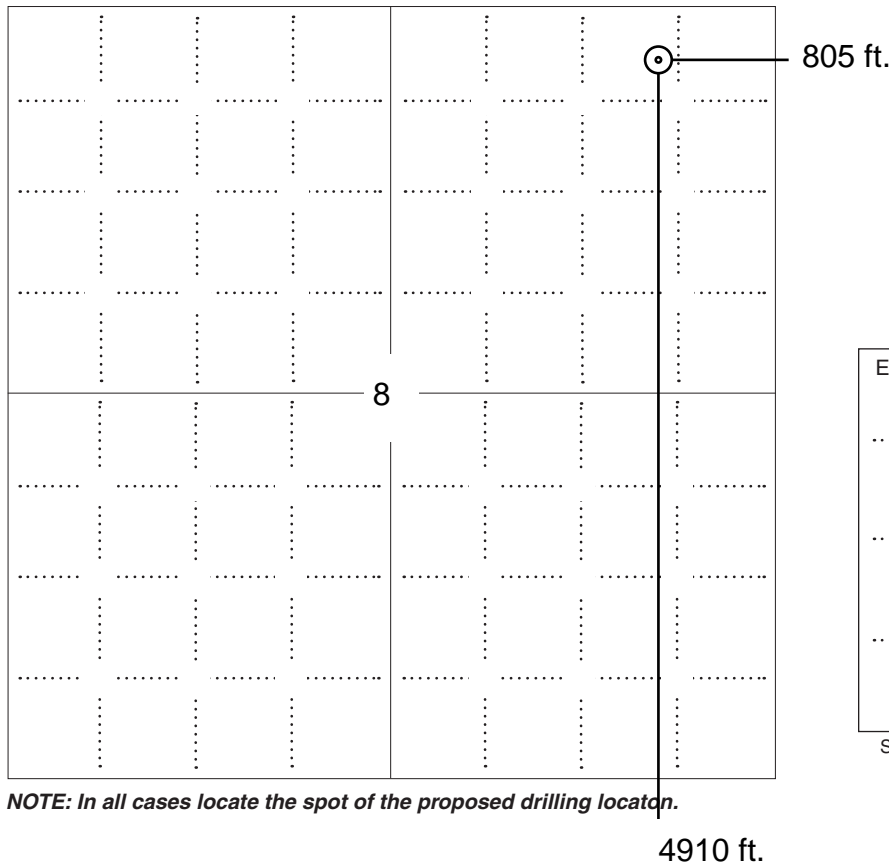 805 ft.
8
E
S
NOTE: In all cases locate the spot of the proposed drilling locaton.
4910 ft.